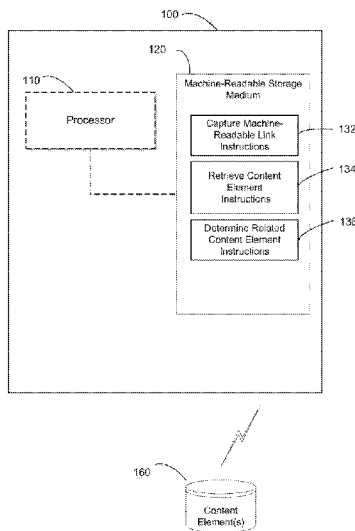 100
120
110
Machine-Readable Storage
Medium
Processor
Capture Machine-
Readable Link
Instructions
132
Retrieve Content
Element
Instructions
134
Determine Related
Content Element
Instructions
136
160
Content
Element(s)